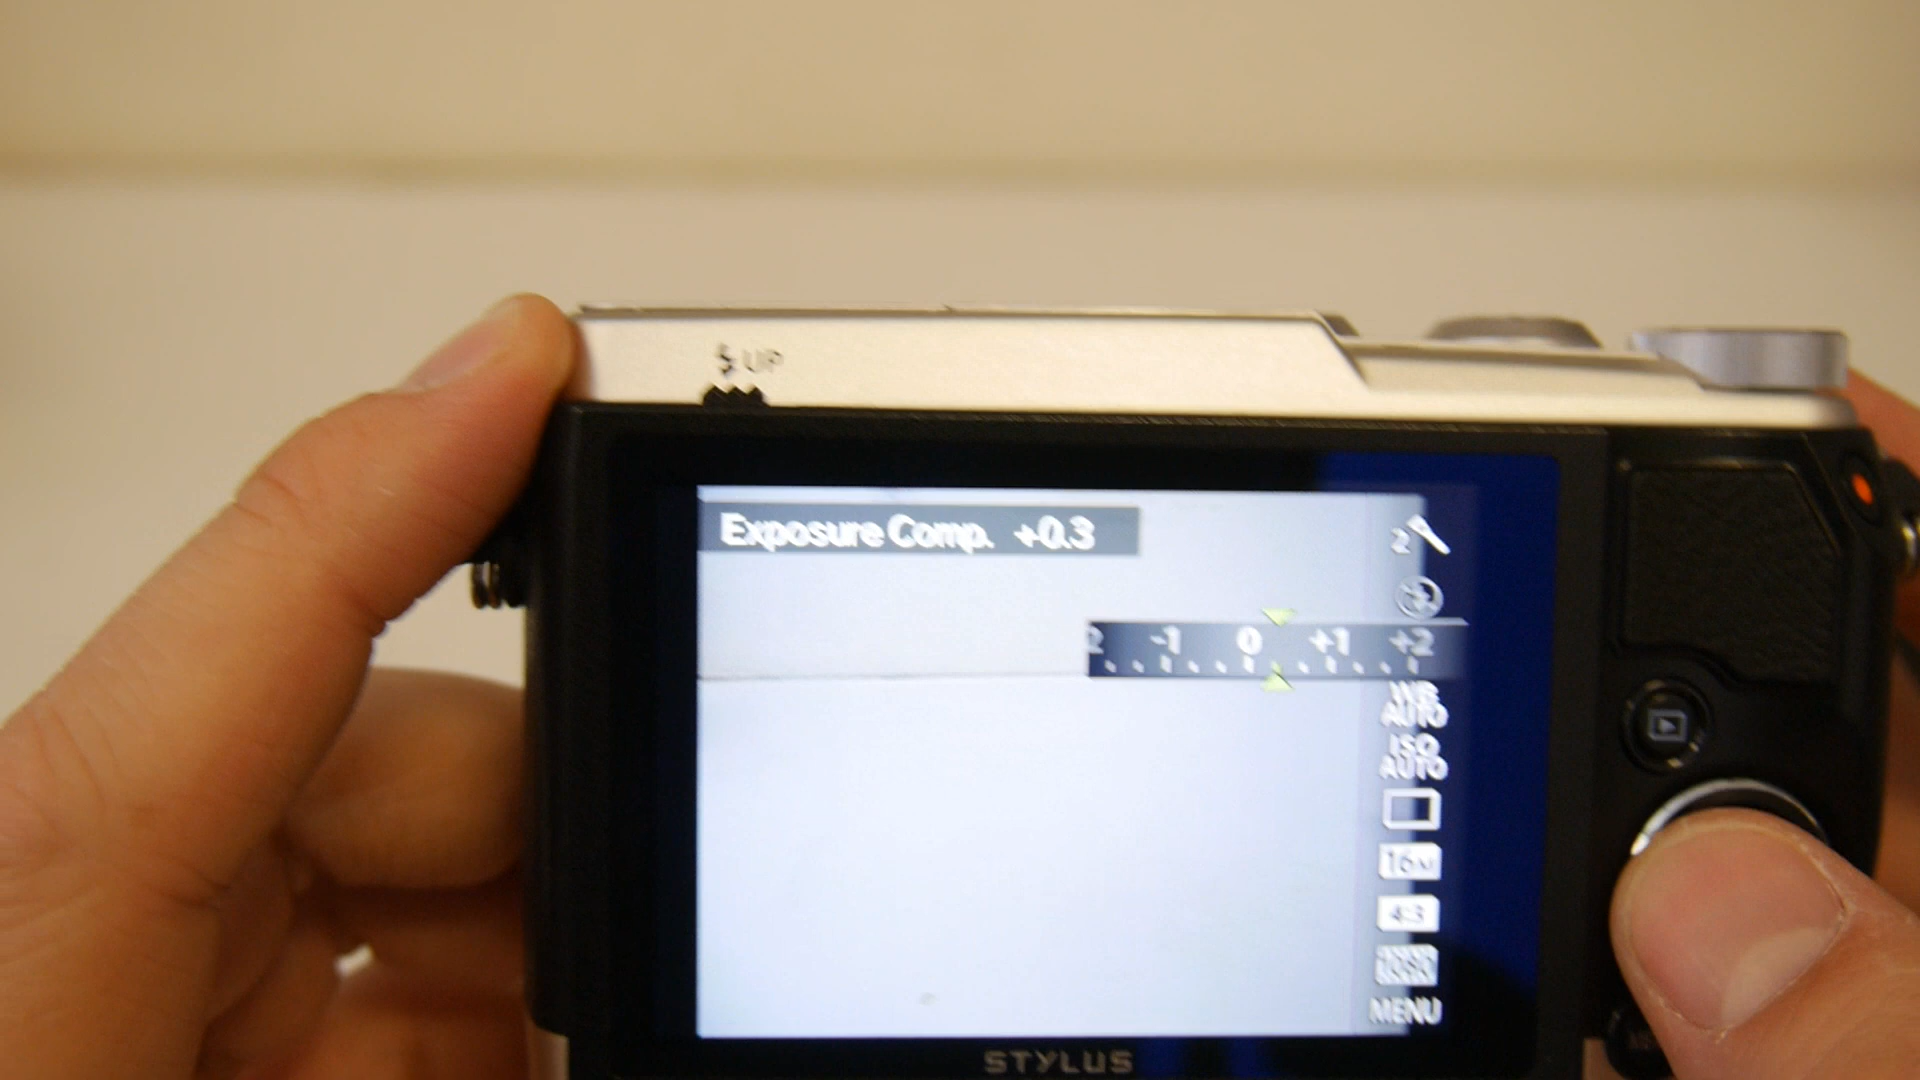 UP
Exposure Comp. +0.3
2
2 -1 0 +1 +2
WB
AUTO
ISO
AUTO
16M
4:3
MENU
STYLUS